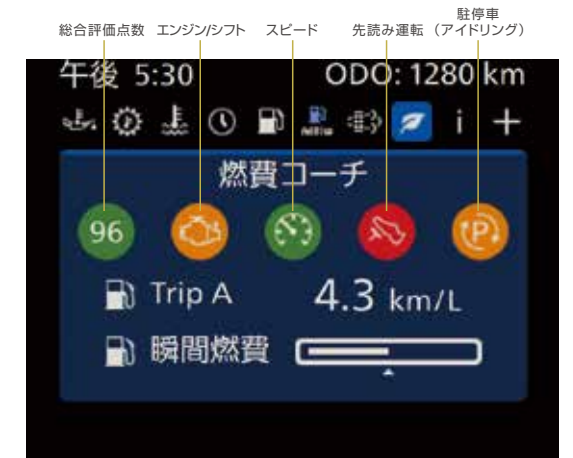 駐停車
総合評価点数 エンジン/シフト スピード 先読み運転 （アイドリング）
午後 5:30 ODO: 1280 km
i
燃費コーチ
96 P
Trip A 4.3 km/L
瞬間燃費